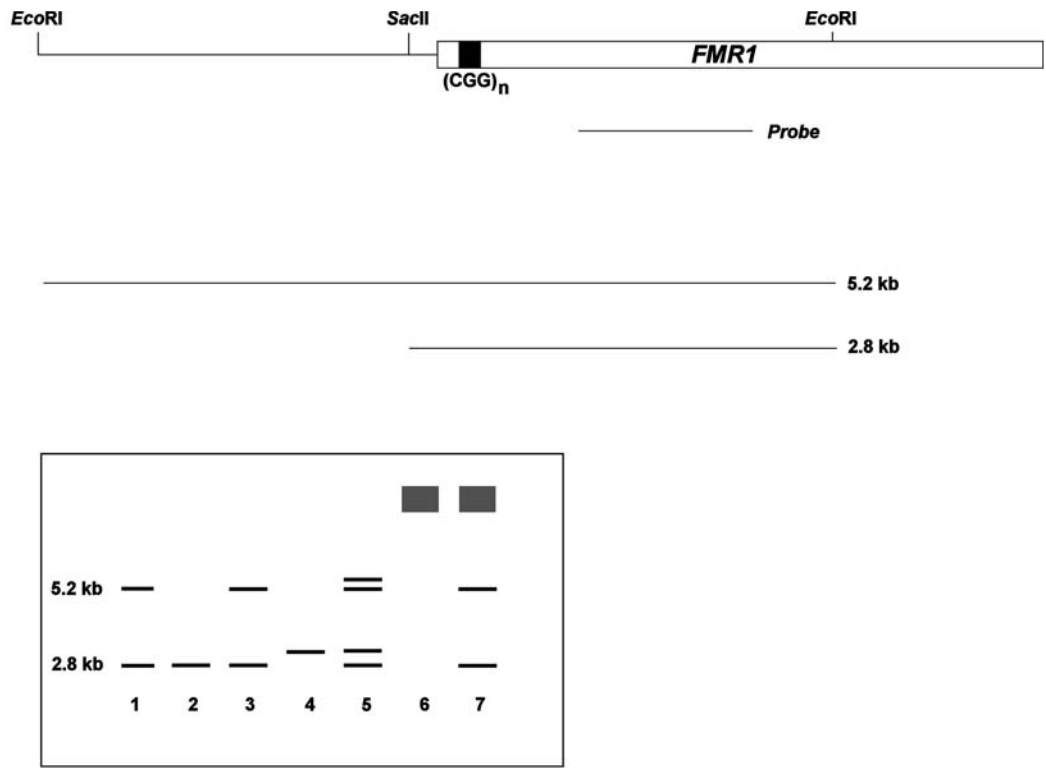 EcoRI SacII EcoRI
FMR1
(CGG)n
Probe
5.2 kb
2.8 kb
5.2 kb
2.8 kb
1 2 3 4 5 6 7